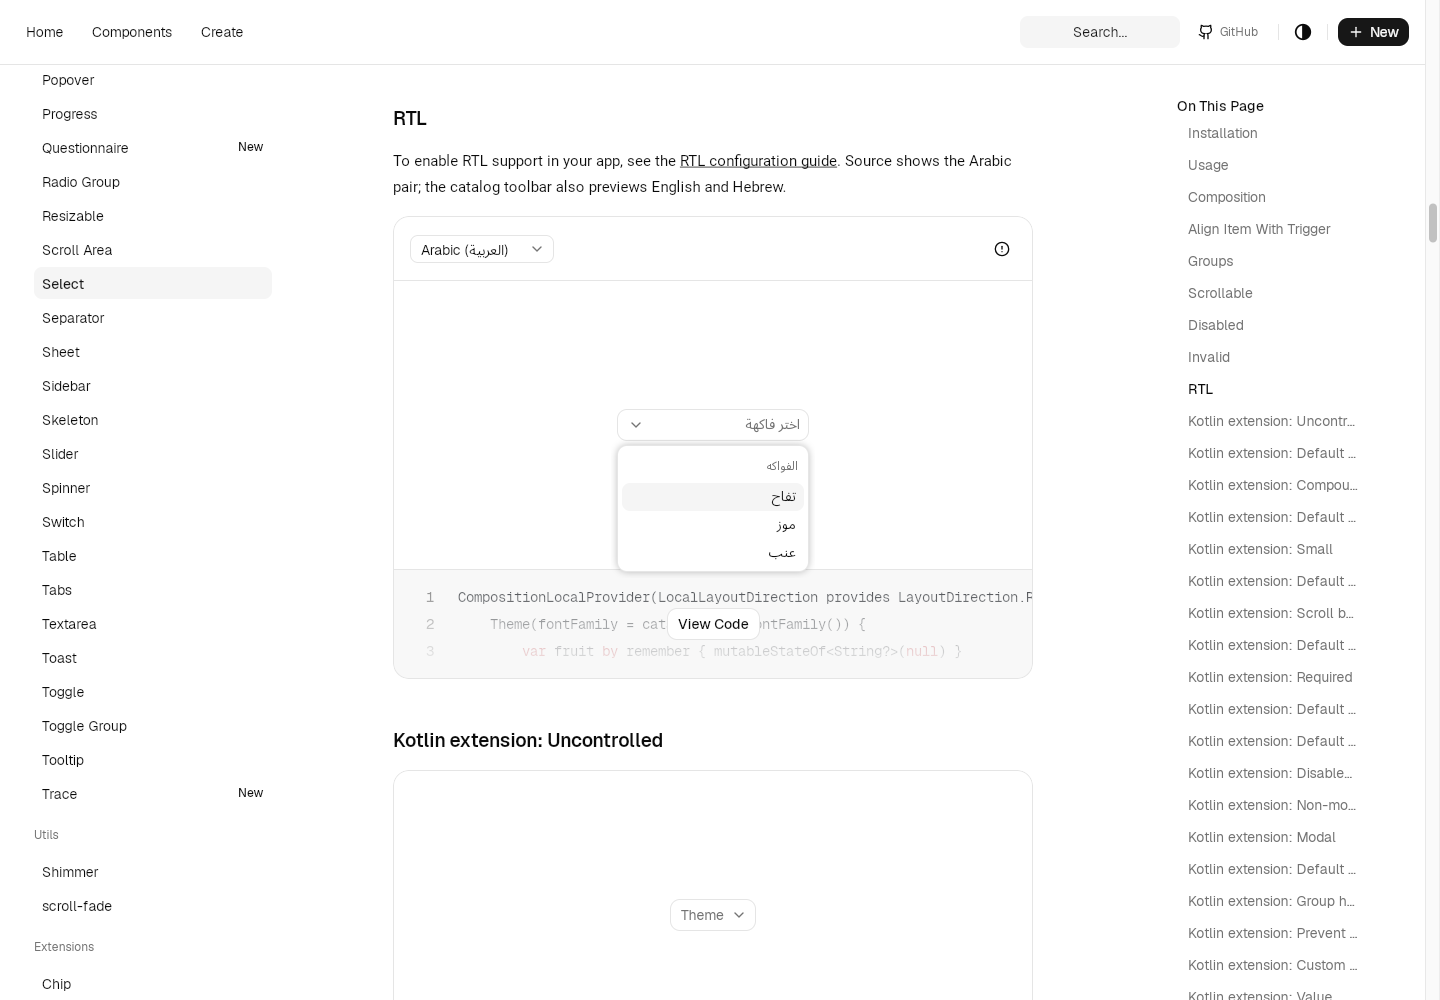 Home
Components
Create
Search...
GitHub
New
Popover
Progress
Questionnaire
New
Radio Group
Resizable
Scroll Area
Select
Separator
Sheet
Sidebar
Skeleton
Slider
Spinner
Switch
Table
Tabs
Textarea
Toast
Toggle
Toggle Group
Tooltip
Trace
New
Utils
Shimmer
scroll-fade
Extensions
Chip
RTL
To enable RTL support in your app, see the RTL configuration guide. Source shows the Arabic
pair; the catalog toolbar also previews English and Hebrew.
Arabic (العربية)
اختر فاكهة
الفواكه
تفاح
موز
عنب
1 CompositionLocalProvider(LocalLayoutDirection provides LayoutDirection.R
2 Theme(fontFamily = cat ontFamily()) {
View Code
3 var fruit by remember { mutableStateOf<String?>(null) }
Kotlin extension: Uncontrolled
Theme
On This Page
Installation
Usage
Composition
Align Item With Trigger
Groups
Scrollable
Disabled
Invalid
RTL
Kotlin extension: Uncontr...
Kotlin extension: Default ...
Kotlin extension: Compou...
Kotlin extension: Default ...
Kotlin extension: Small
Kotlin extension: Default ...
Kotlin extension: Scroll b...
Kotlin extension: Default ...
Kotlin extension: Required
Kotlin extension: Default ...
Kotlin extension: Default ...
Kotlin extension: Disable...
Kotlin extension: Non-mo...
Kotlin extension: Modal
Kotlin extension: Default ...
Kotlin extension: Group h...
Kotlin extension: Prevent ...
Kotlin extension: Custom ...
Kotlin extension: Value